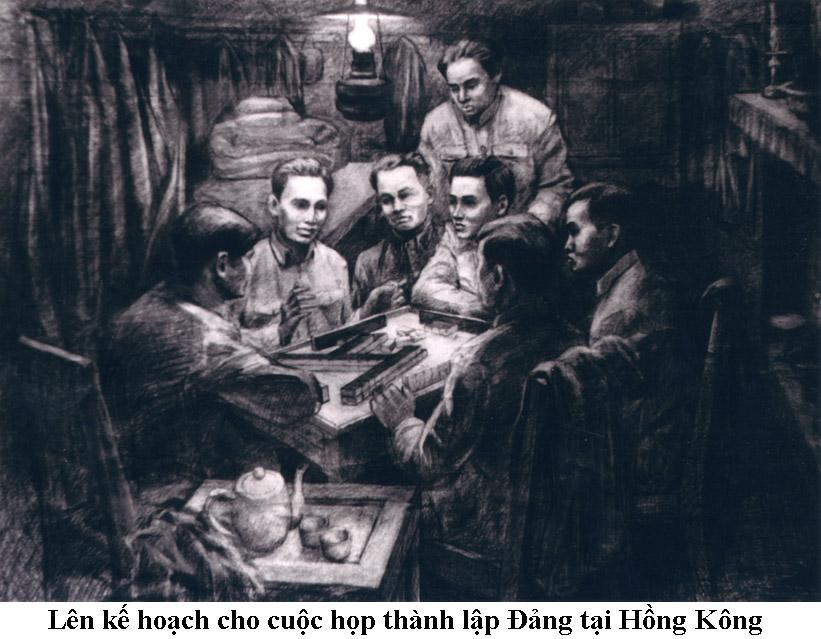 Lên kế hoạch cho cuộc họp thành lập Đảng tại Hồng Kông